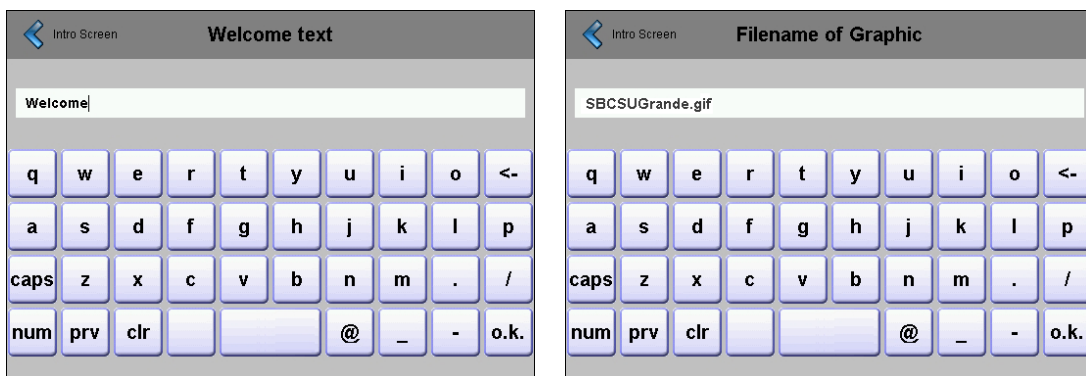 Intro Screen Welcome text
Welcome
q w e r t y u i o <-
a s d f g h j k l p
caps z x c v b n m . /
num prv clr @ _ - o.k.
Intro Screen Filename of Graphic
SBCSUGrande.gif
q w e r t y u i o <-
a s d f g h j k l p
caps z x c v b n m . /
num prv clr @ _ - o.k.